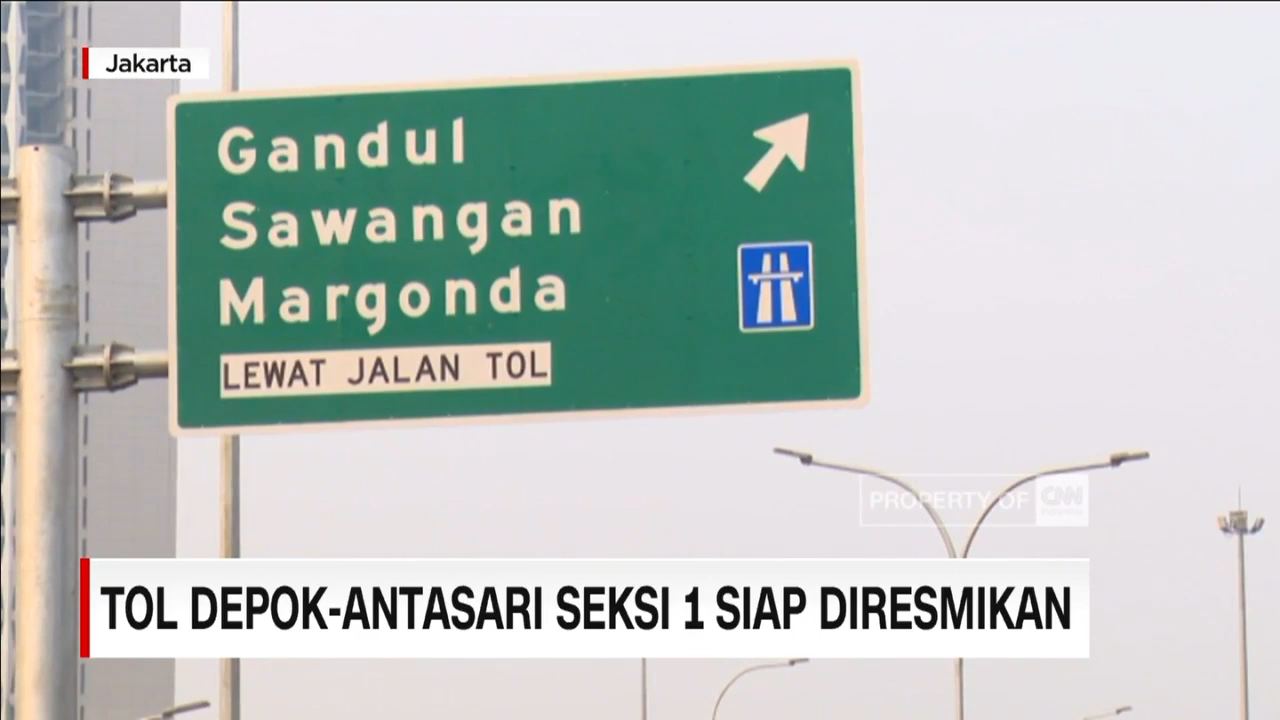 Jakarta
Gandul
Sawangan
Margonda
LEWAT JALAN TOL
PROPERTY OF CNN
TOL DEPOK-ANTASARI SEKSI 1 SIAP DIRESMIKAN